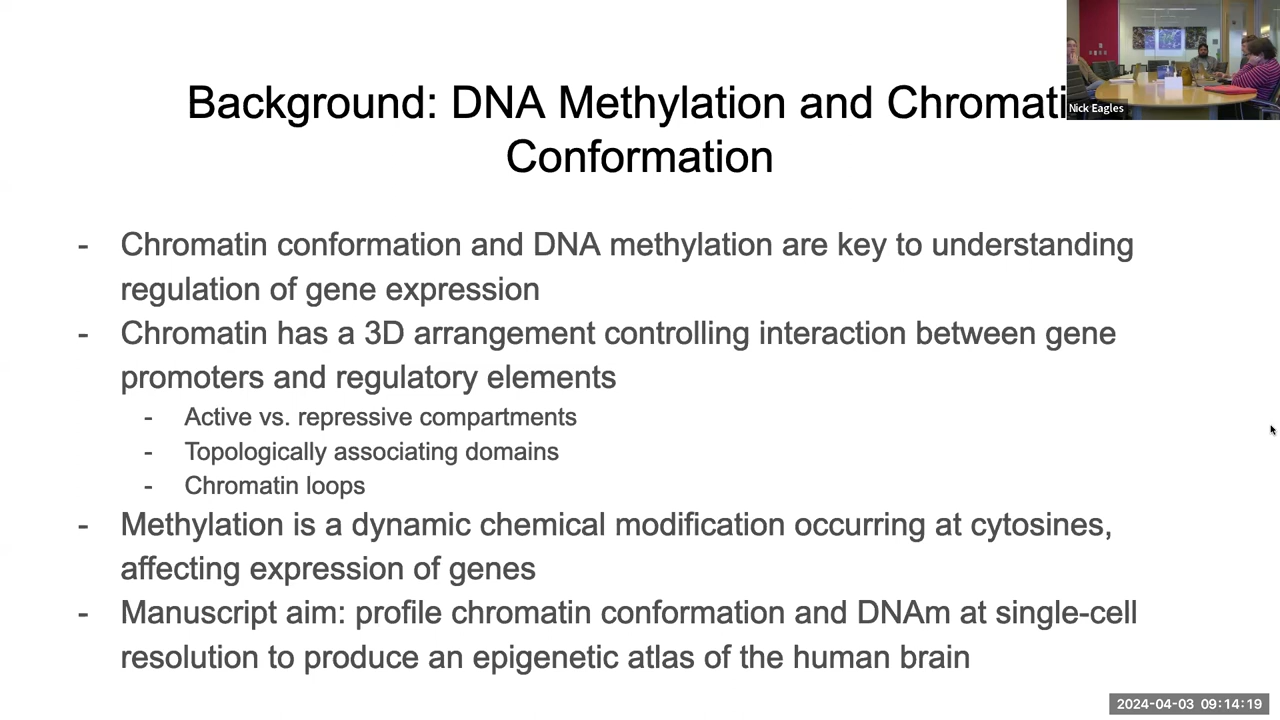 Background: DNA Methylation and Chromati
Conformation
Nick Eagles
- Chromatin conformation and DNA methylation are key to understanding
regulation of gene expression
- Chromatin has a 3D arrangement controlling interaction between gene
promoters and regulatory elements
- Active vs. repressive compartments
- Topologically associating domains
- Chromatin loops
- Methylation is a dynamic chemical modification occurring at cytosines,
affecting expression of genes
- Manuscript aim: profile chromatin conformation and DNAm at single-cell
resolution to produce an epigenetic atlas of the human brain
2024-04-03 09:14:19